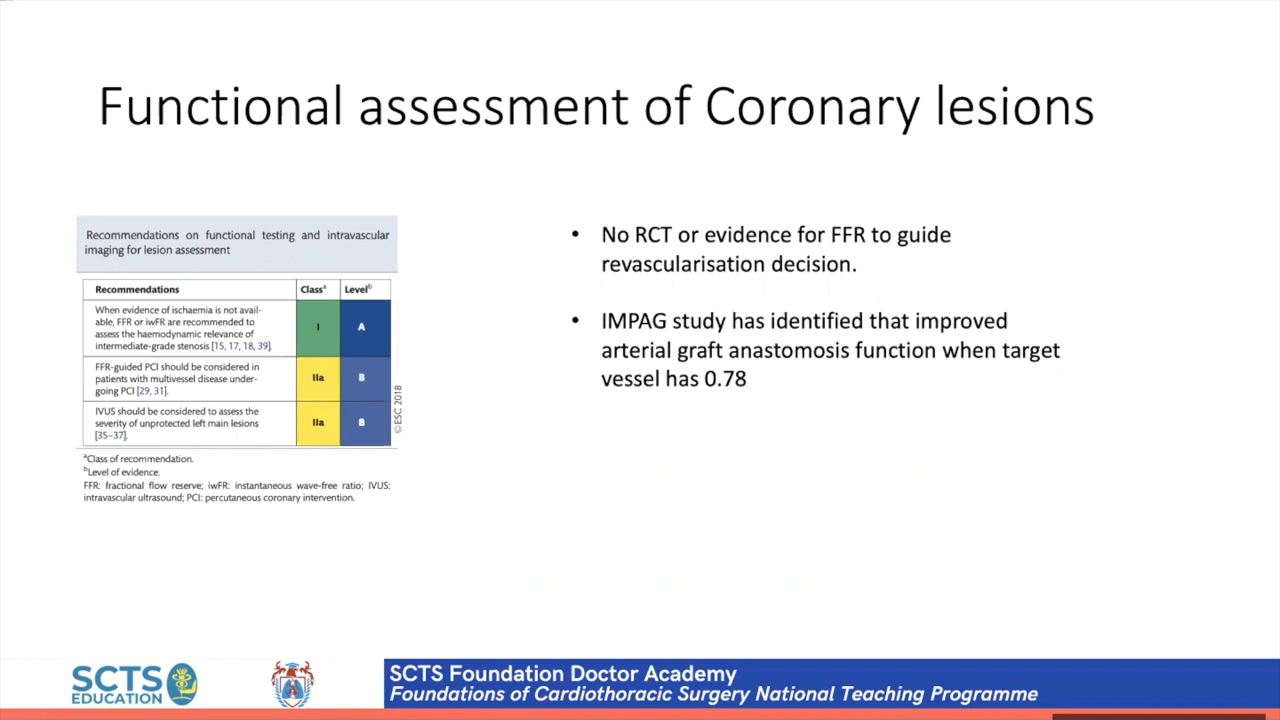 Functional assessment of Coronary lesions
Recommendations on functional testing and intravascular
imaging for lesion assessment
Recommendations Classᵃ Levelᵇ
When evidence of ischaemia is not avail-
able, FFR or iwFR are recommended to
assess the haemodynamic relevance of
intermediate-grade stenosis [15, 17, 18, 39].
I A
FFR-guided PCI should be considered in
patients with multivessel disease under-
going PCI [29, 31].
IIa B
IVUS should be considered to assess the
severity of unprotected left main lesions
[35–37].
IIa B
©ESC 2018
ᵃClass of recommendation.
ᵇLevel of evidence.
FFR: fractional flow reserve; iwFR: instantaneous wave-free ratio; IVUS:
intravascular ultrasound; PCI: percutaneous coronary intervention.
• No RCT or evidence for FFR to guide
revascularisation decision.
• IMPAG study has identified that improved
arterial graft anastomosis function when target
vessel has 0.78
SCTS
EDUCATION
SCTS Foundation Doctor Academy
Foundations of Cardiothoracic Surgery National Teaching Programme